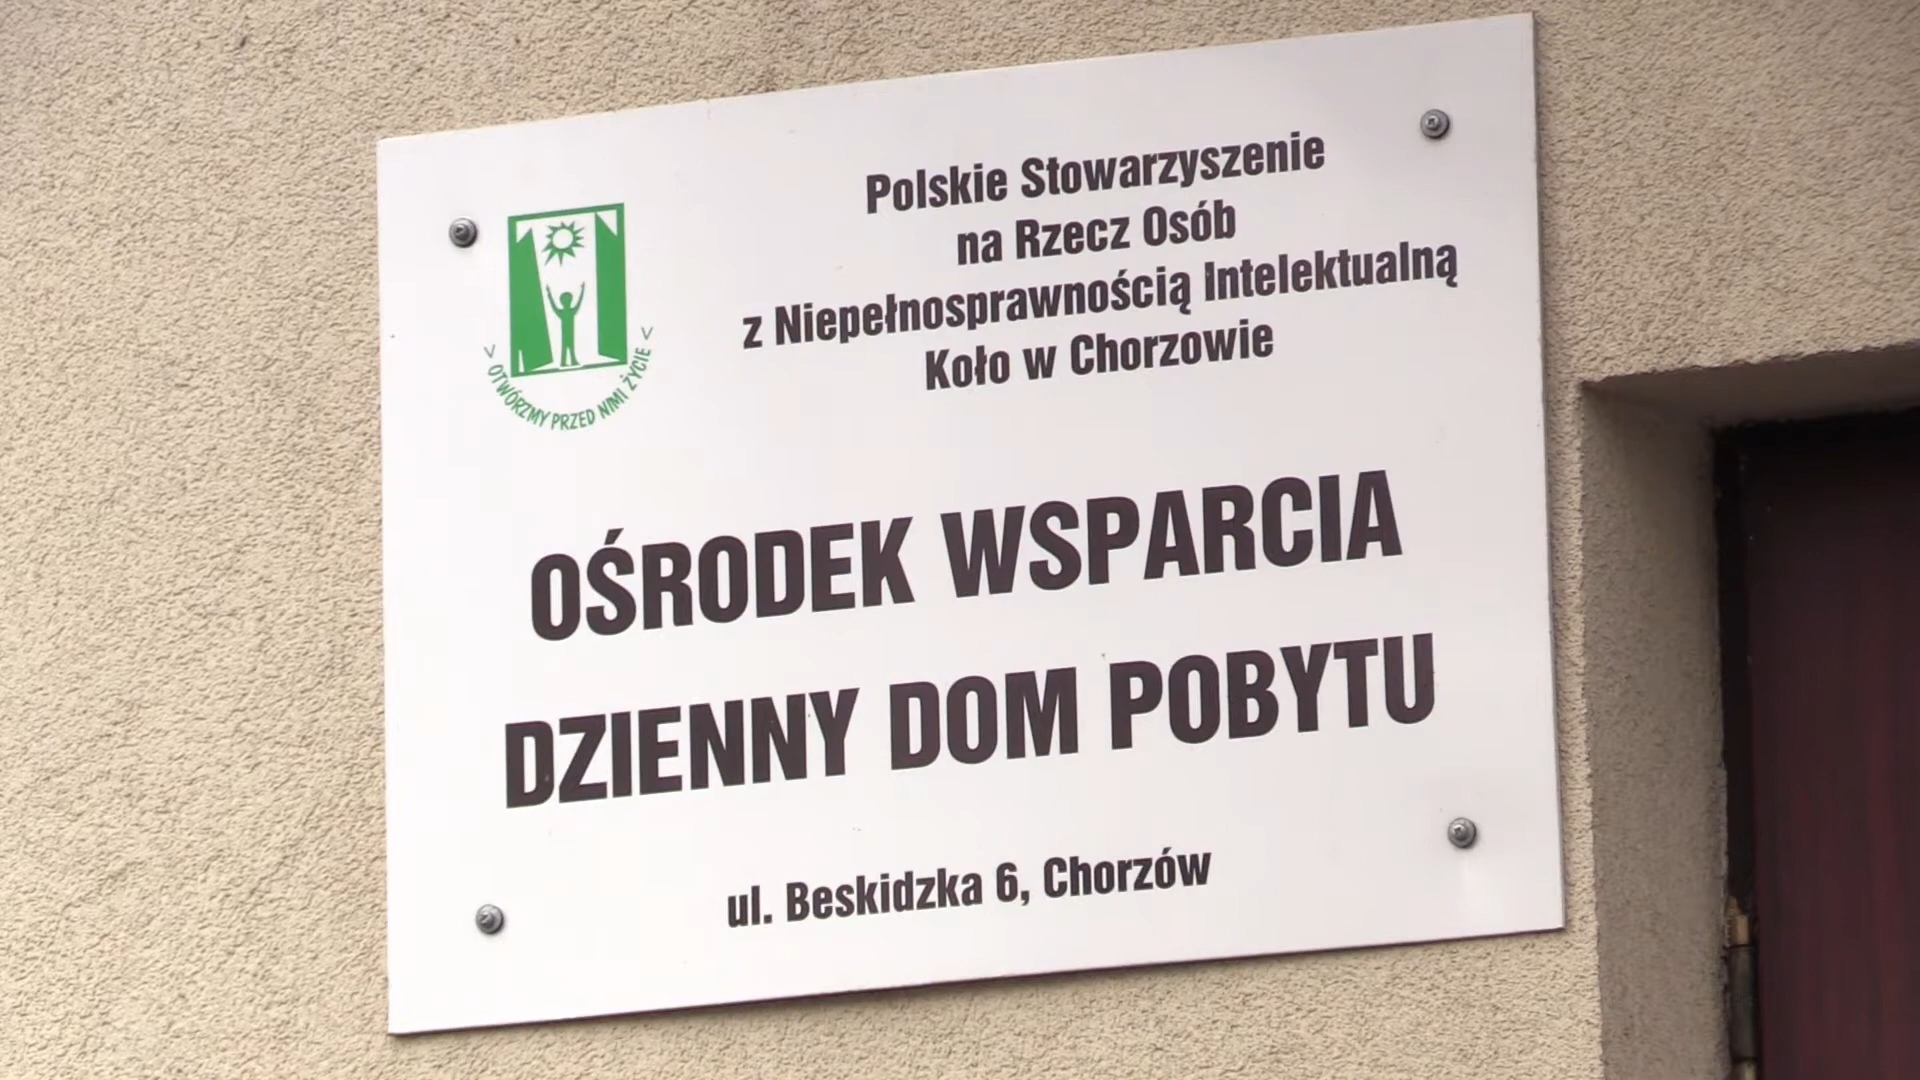 Polskie Stowarzyszenie
na Rzecz Osób
z Niepełnosprawnością Intelektualną
Koło w Chorzowie
> OTWÓRZMY PRZED NIMI ŻYCIE <
OŚRODEK WSPARCIA
DZIENNY DOM POBYTU
ul. Beskidzka 6, Chorzów